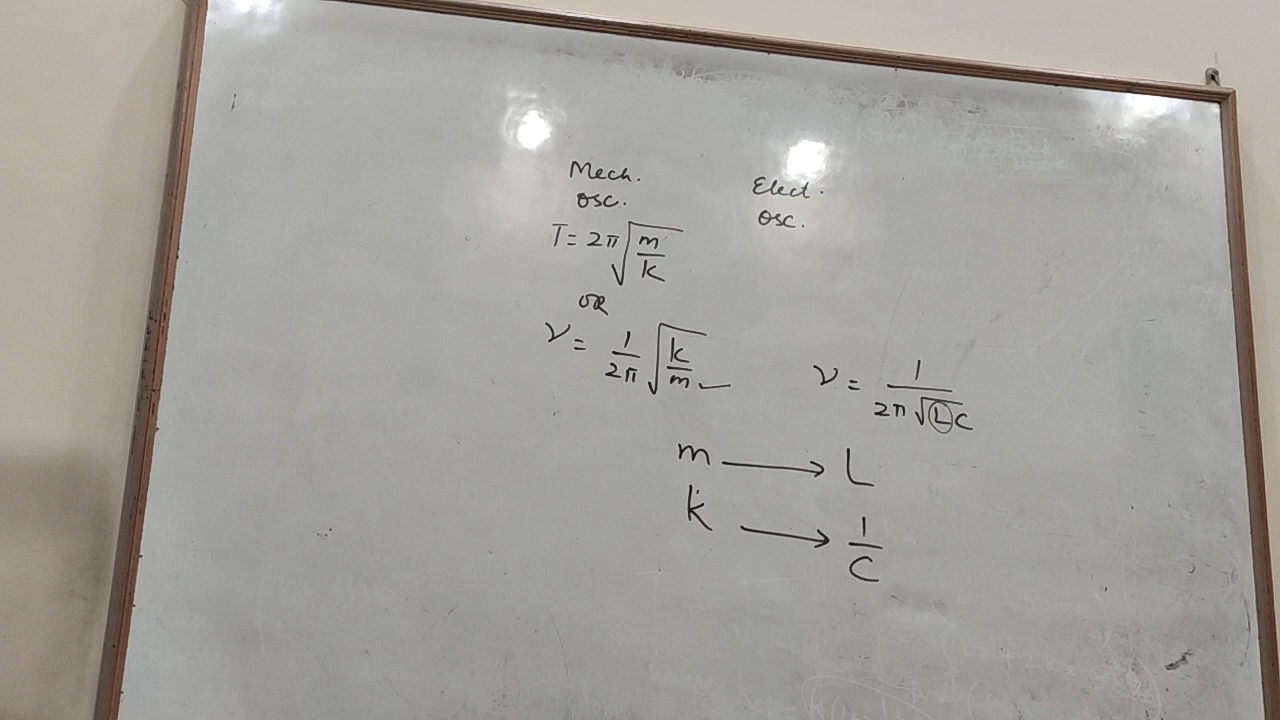 Mech. Elect.
Osc. Osc.
T = 2π√(m/k)
OR
ν = 1/2π √(k/m) ν = 1/2π√LC
m → L
k → 1/C